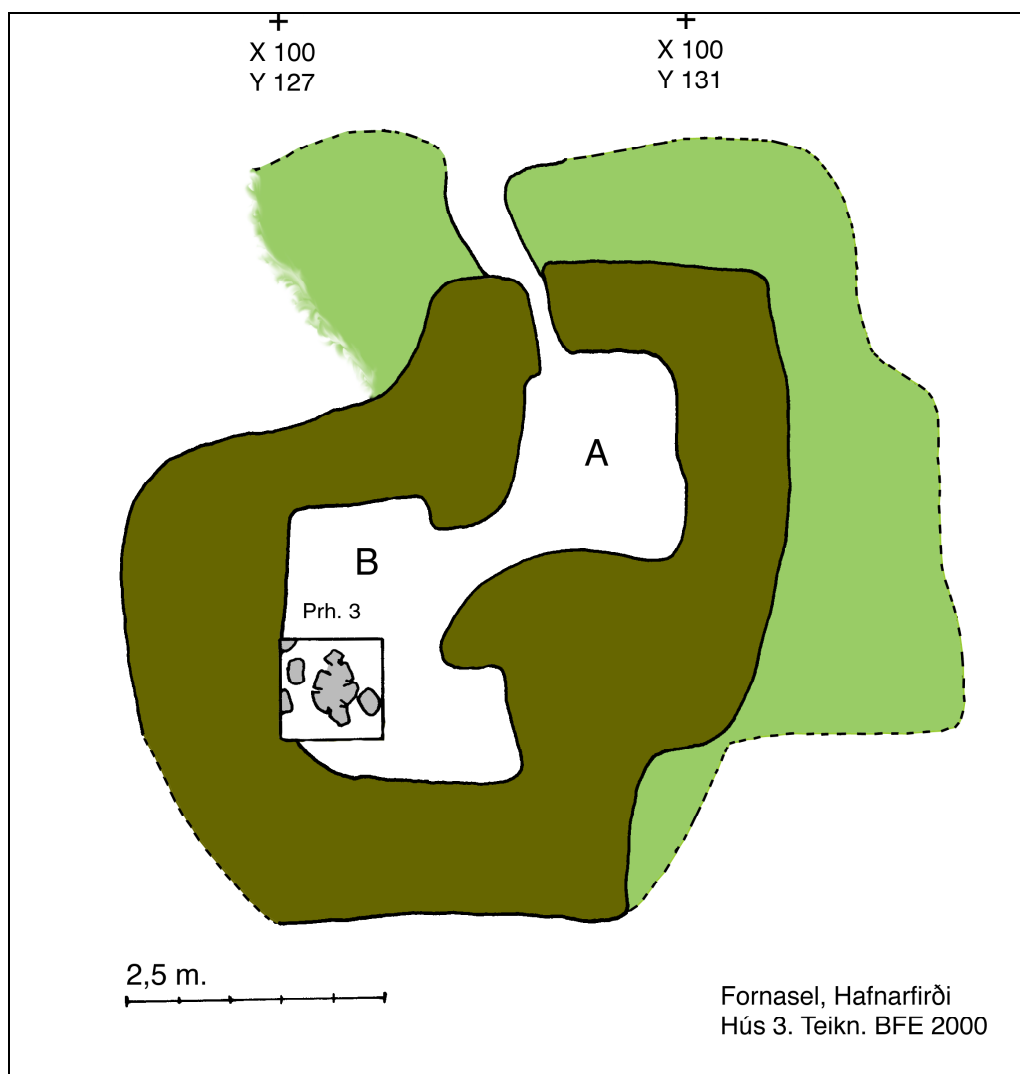 X 100
Y 127
X 100
Y 131
A
B
Prh. 3
2,5 m.
Fornasel, Hafnarfirði
Hús 3. Teikn. BFE 2000